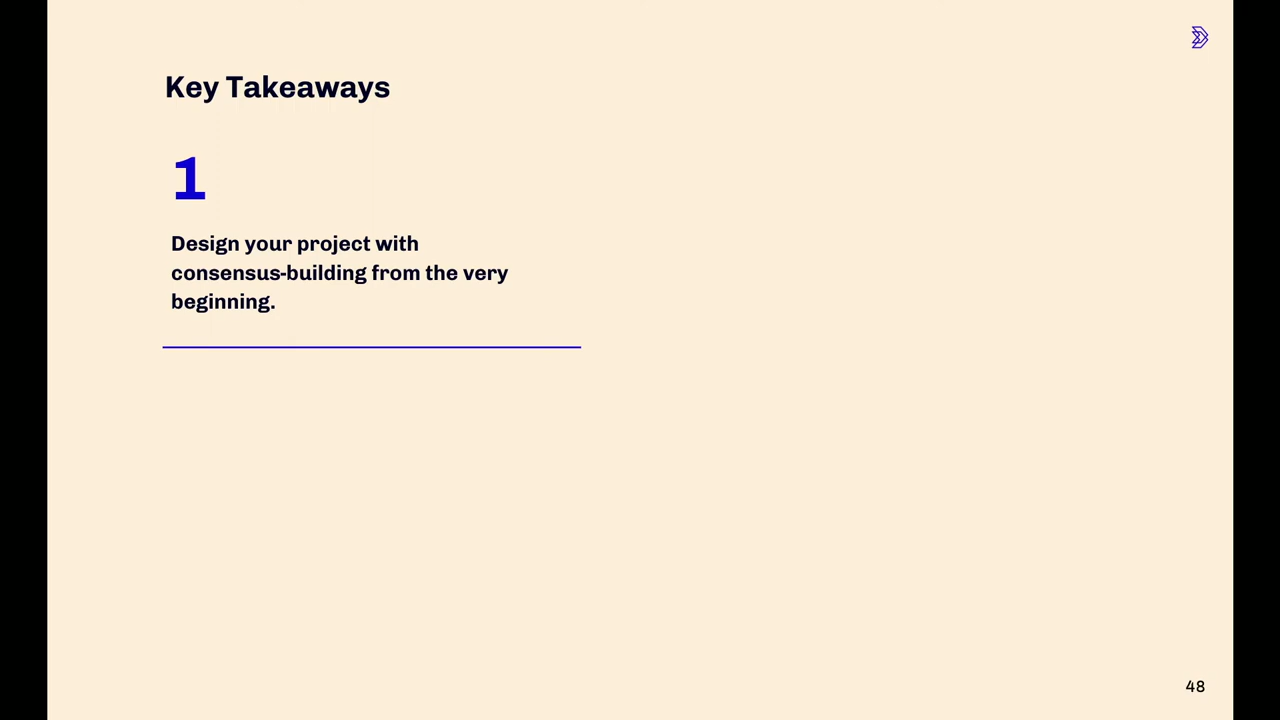 Key Takeaways
1
Design your project with
consensus-building from the very
beginning.
48